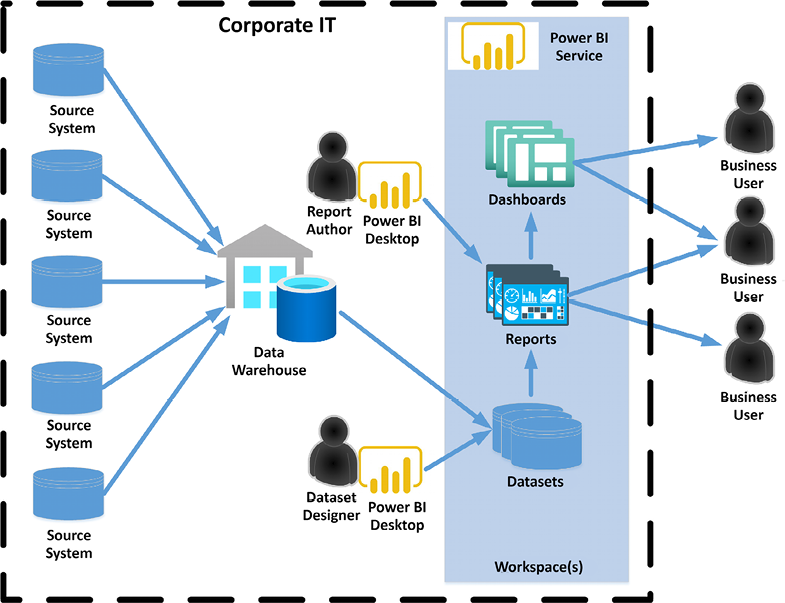 Corporate IT
Power BI
Service
Source
System
Source
System
Source
System
Source
System
Source
System
Data
Warehouse
Report
Author
Power BI
Desktop
Dataset
Designer
Power BI
Desktop
Dashboards
Reports
Datasets
Workspace(s)
Business
User
Business
User
Business
User